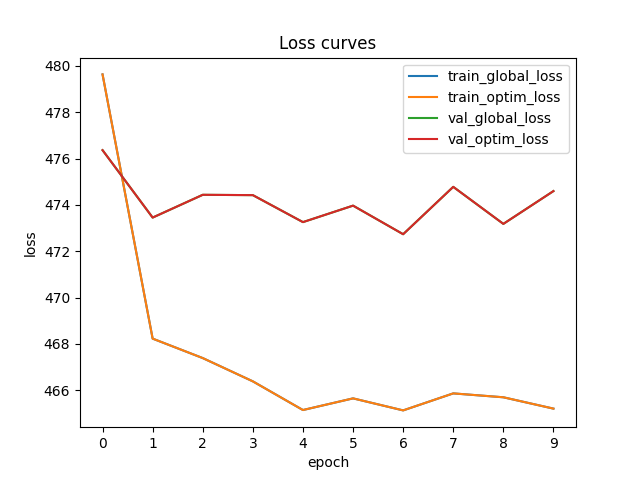 Loss curves
480
478
476
474
472
470
468
466
loss
train_global_loss
train_optim_loss
val_global_loss
val_optim_loss
0 1 2 3 4 5 6 7 8 9
epoch